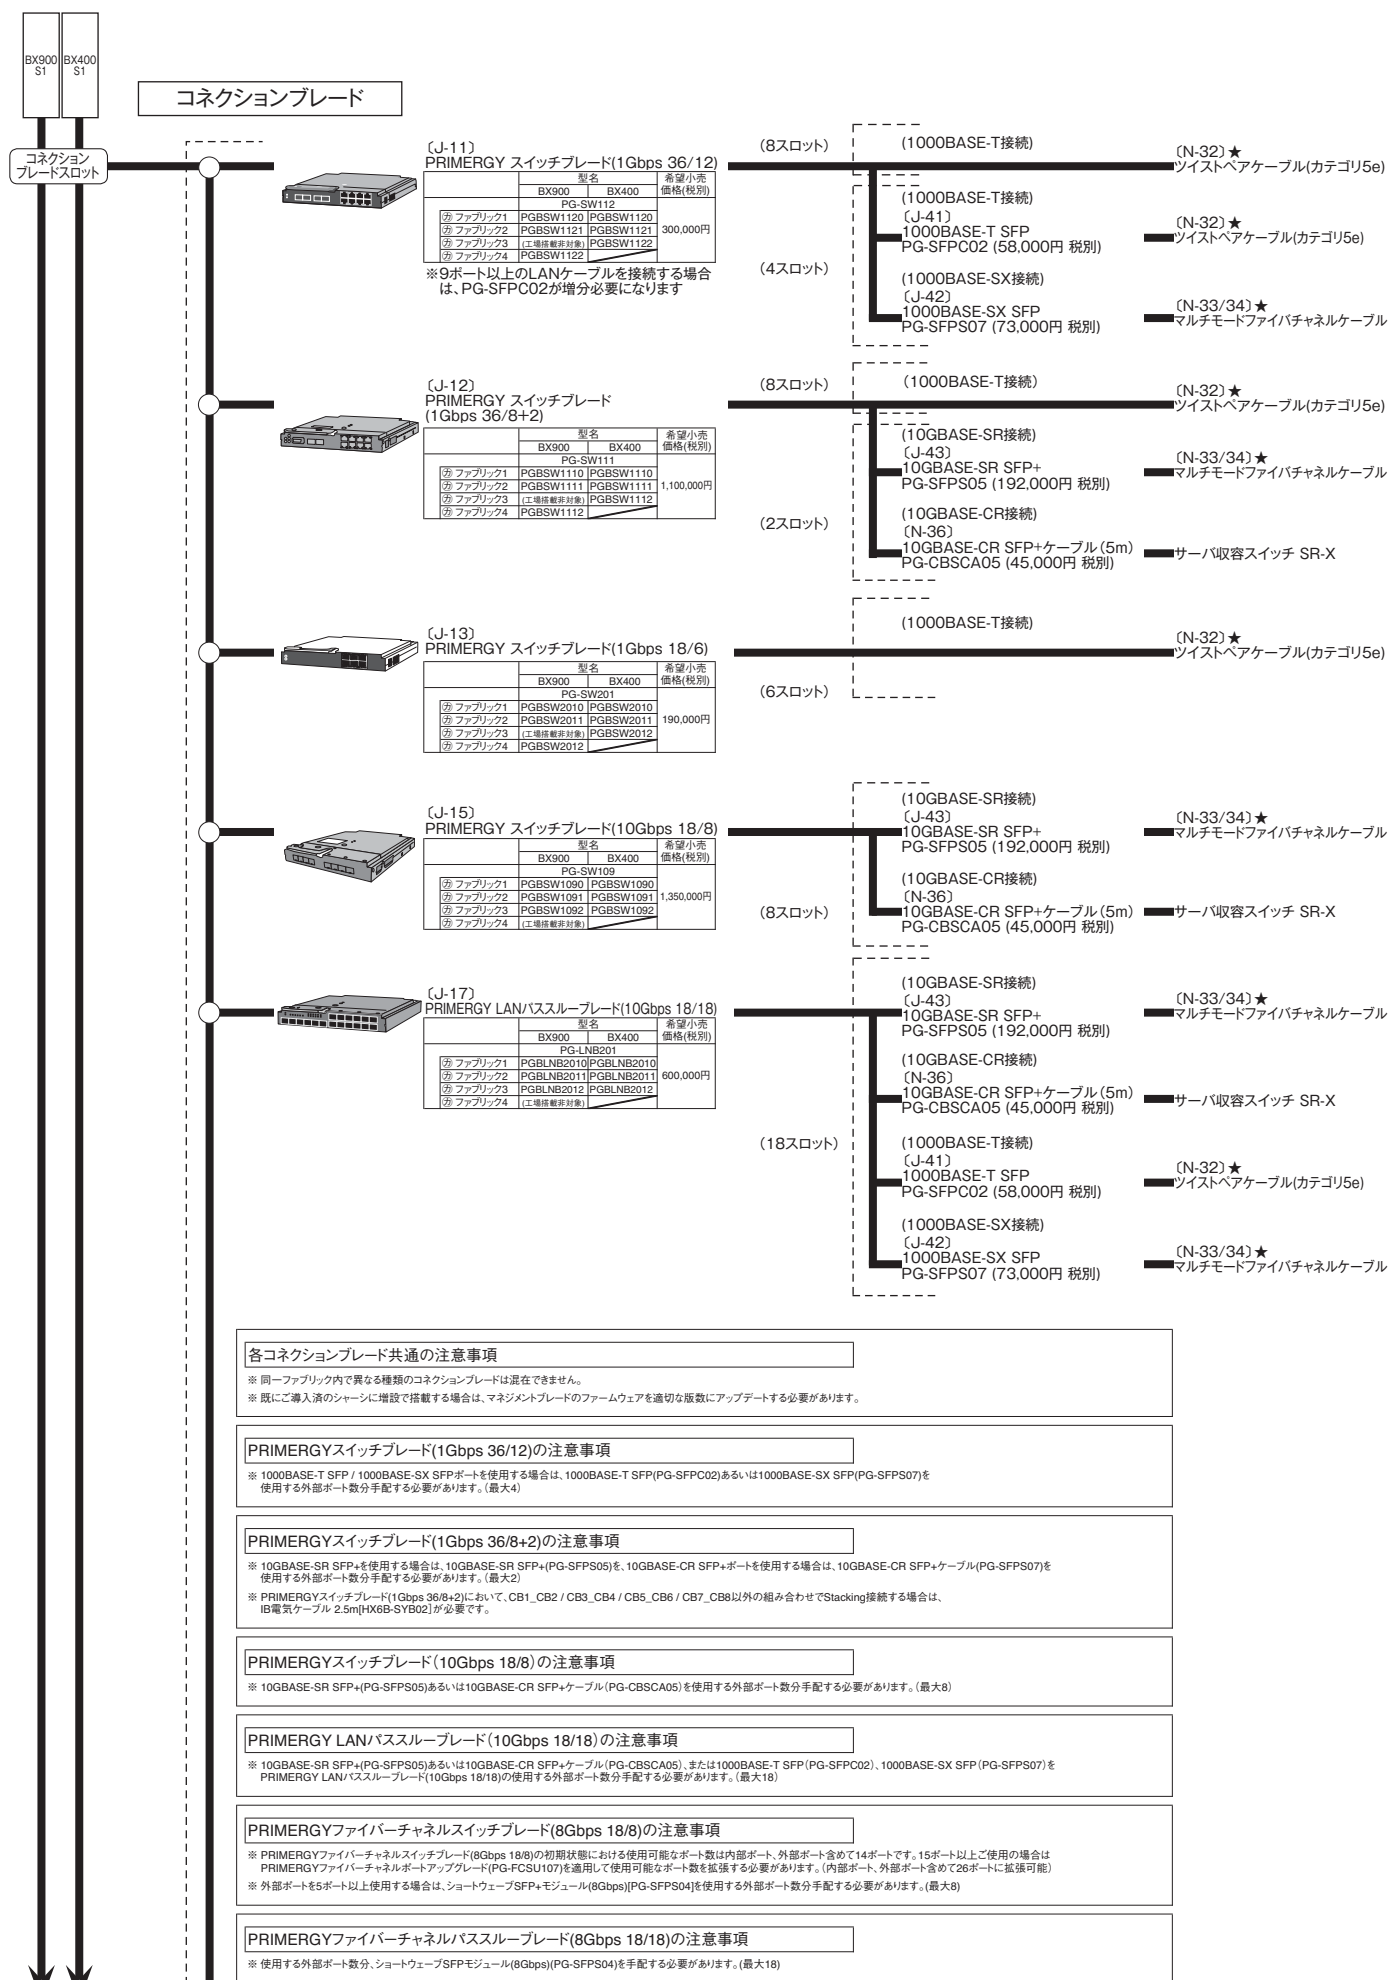 BX900
S1
BX400
S1
コネクションブレード
コネクション
ブレードスロット
〔J-11〕
PRIMERGY スイッチブレード(1Gbps 36/12)
型名 希望小売
価格(税別)
BX900 BX400
PG-SW112
㋕ ファブリック1 PGBSW1120 PGBSW1120
㋕ ファブリック2 PGBSW1121 PGBSW1121
300,000円
㋕ ファブリック3 (工場搭載非対象) PGBSW1122
㋕ ファブリック4 PGBSW1122
※9ポート以上のLANケーブルを接続する場合
は、PG-SFPC02が増分必要になります
(8スロット)
(1000BASE-T接続)
〔N-32〕★
ツイストペアケーブル(カテゴリ5e)
(4スロット)
(1000BASE-T接続)
〔J-41〕
1000BASE-T SFP
PG-SFPC02 (58,000円 税別)
〔N-32〕★
ツイストペアケーブル(カテゴリ5e)
(1000BASE-SX接続)
〔J-42〕
1000BASE-SX SFP
PG-SFPS07 (73,000円 税別)
〔N-33/34〕★
マルチモードファイバチャネルケーブル
〔J-12〕
PRIMERGY スイッチブレード
(1Gbps 36/8+2)
型名 希望小売
価格(税別)
BX900 BX400
PG-SW111
㋕ ファブリック1 PGBSW1110 PGBSW1110
㋕ ファブリック2 PGBSW1111 PGBSW1111
1,100,000円
㋕ ファブリック3 (工場搭載非対象) PGBSW1112
㋕ ファブリック4 PGBSW1112
(8スロット)
(1000BASE-T接続)
〔N-32〕★
ツイストペアケーブル(カテゴリ5e)
(2スロット)
(10GBASE-SR接続)
〔J-43〕
10GBASE-SR SFP+
PG-SFPS05 (192,000円 税別)
〔N-33/34〕★
マルチモードファイバチャネルケーブル
(10GBASE-CR接続)
〔N-36〕
10GBASE-CR SFP+ケーブル(5m)
PG-CBSCA05 (45,000円 税別)
サーバ収容スイッチ SR-X
〔J-13〕
PRIMERGY スイッチブレード(1Gbps 18/6)
型名 希望小売
価格(税別)
BX900 BX400
PG-SW201
㋕ ファブリック1 PGBSW2010 PGBSW2010
㋕ ファブリック2 PGBSW2011 PGBSW2011
190,000円
㋕ ファブリック3 (工場搭載非対象) PGBSW2012
㋕ ファブリック4 PGBSW2012
(6スロット)
(1000BASE-T接続)
〔N-32〕★
ツイストペアケーブル(カテゴリ5e)
〔J-15〕
PRIMERGY スイッチブレード(10Gbps 18/8)
型名 希望小売
価格(税別)
BX900 BX400
PG-SW109
㋕ ファブリック1 PGBSW1090 PGBSW1090
㋕ ファブリック2 PGBSW1091 PGBSW1091
1,350,000円
㋕ ファブリック3 PGBSW1092 PGBSW1092
㋕ ファブリック4 (工場搭載非対象)
(8スロット)
(10GBASE-SR接続)
〔J-43〕
10GBASE-SR SFP+
PG-SFPS05 (192,000円 税別)
〔N-33/34〕★
マルチモードファイバチャネルケーブル
(10GBASE-CR接続)
〔N-36〕
10GBASE-CR SFP+ケーブル(5m)
PG-CBSCA05 (45,000円 税別)
サーバ収容スイッチ SR-X
〔J-17〕
PRIMERGY LANパススルーブレード(10Gbps 18/18)
型名 希望小売
価格(税別)
BX900 BX400
PG-LNB201
㋕ ファブリック1 PGBLNB2010 PGBLNB2010
㋕ ファブリック2 PGBLNB2011 PGBLNB2011
600,000円
㋕ ファブリック3 PGBLNB2012 PGBLNB2012
㋕ ファブリック4 (工場搭載非対象)
(18スロット)
(10GBASE-SR接続)
〔J-43〕
10GBASE-SR SFP+
PG-SFPS05 (192,000円 税別)
〔N-33/34〕★
マルチモードファイバチャネルケーブル
(10GBASE-CR接続)
〔N-36〕
10GBASE-CR SFP+ケーブル(5m)
PG-CBSCA05 (45,000円 税別)
サーバ収容スイッチ SR-X
(1000BASE-T接続)
〔J-41〕
1000BASE-T SFP
PG-SFPC02 (58,000円 税別)
〔N-32〕★
ツイストペアケーブル(カテゴリ5e)
(1000BASE-SX接続)
〔J-42〕
1000BASE-SX SFP
PG-SFPS07 (73,000円 税別)
〔N-33/34〕★
マルチモードファイバチャネルケーブル
各コネクションブレード共通の注意事項
※ 同一ファブリック内で異なる種類のコネクションブレードは混在できません。
※ 既にご導入済のシャーシに増設で搭載する場合は、マネジメントブレードのファームウェアを適切な版数にアップデートする必要があります。
PRIMERGYスイッチブレード(1Gbps 36/12)の注意事項
※ 1000BASE-T SFP / 1000BASE-SX SFPポートを使用する場合は、1000BASE-T SFP(PG-SFPC02)あるいは1000BASE-SX SFP(PG-SFPS07)を
使用する外部ポート数分手配する必要があります。(最大4)
PRIMERGYスイッチブレード(1Gbps 36/8+2)の注意事項
※ 10GBASE-SR SFP+を使用する場合は、10GBASE-SR SFP+(PG-SFPS05)を、10GBASE-CR SFP+ポートを使用する場合は、10GBASE-CR SFP+ケーブル(PG-SFPS07)を
使用する外部ポート数分手配する必要があります。(最大2)
※ PRIMERGYスイッチブレード(1Gbps 36/8+2)において、CB1_CB2 / CB3_CB4 / CB5_CB6 / CB7_CB8以外の組み合わせでStacking接続する場合は、
IB電気ケーブル 2.5m[HX6B-SYB02]が必要です。
PRIMERGYスイッチブレード(10Gbps 18/8)の注意事項
※ 10GBASE-SR SFP+(PG-SFPS05)あるいは10GBASE-CR SFP+ケーブル(PG-CBSCA05)を使用する外部ポート数分手配する必要があります。(最大8)
PRIMERGY LANパススルーブレード(10Gbps 18/18)の注意事項
※ 10GBASE-SR SFP+(PG-SFPS05)あるいは10GBASE-CR SFP+ケーブル(PG-CBSCA05)、または1000BASE-T SFP(PG-SFPC02)、1000BASE-SX SFP(PG-SFPS07)を
PRIMERGY LANパススルーブレード(10Gbps 18/18)の使用する外部ポート数分手配する必要があります。(最大18)
PRIMERGYファイバーチャネルスイッチブレード(8Gbps 18/8)の注意事項
※ PRIMERGYファイバーチャネルスイッチブレード(8Gbps 18/8)の初期状態における使用可能なポート数は内部ポート、外部ポート含めて14ポートです。15ポート以上ご使用の場合は
PRIMERGYファイバーチャネルポートアップグレード(PG-FCSU107)を適用して使用可能なポート数を拡張する必要があります。(内部ポート、外部ポート含めて26ポートに拡張可能)
※ 外部ポートを5ポート以上使用する場合は、ショートウェーブSFP+モジュール(8Gbps)[PG-SFPS04]を使用する外部ポート数分手配する必要があります。(最大8)
PRIMERGYファイバーチャネルパススルーブレード(8Gbps 18/18)の注意事項
※ 使用する外部ポート数分、ショートウェーブSFPモジュール(8Gbps)(PG-SFPS04)を手配する必要があります。(最大18)